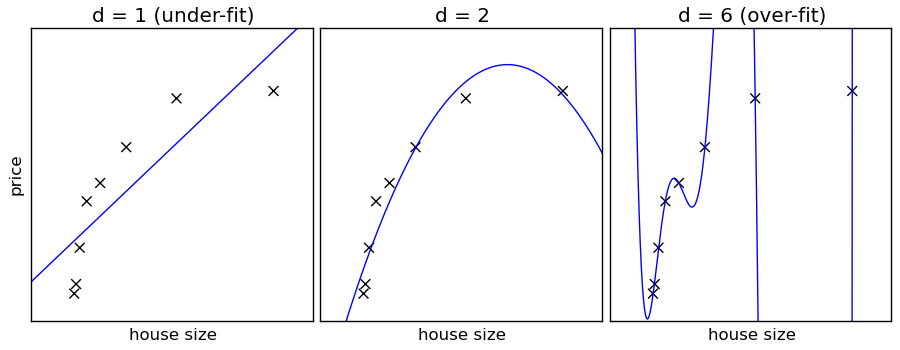 d = 1 (under-fit)
d = 2
d = 6 (over-fit)
price
house size
house size
house size